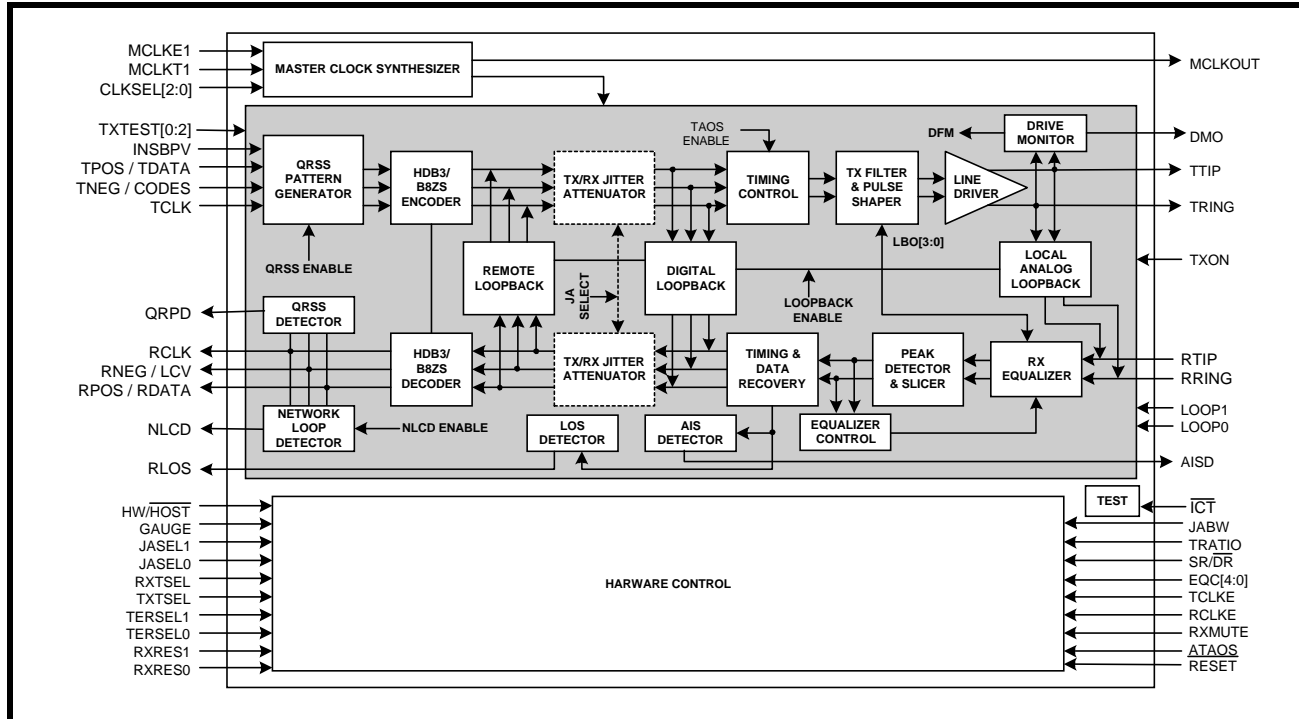 MCLKE1
MCLKT1
CLKSEL[2:0]
MASTER CLOCK SYNTHESIZER
MCLKOUT
TXTEST[0:2]
INSBPV
TPOS / TDATA
TNEG / CODES
TCLK
QRSS
PATTERN
GENERATOR
HDB3/
B8ZS
ENCODER
TX/RX JITTER
ATTENUATOR
TAOS
ENABLE
TIMING
CONTROL
TX FILTER
& PULSE
SHAPER
LINE
DRIVER
DFM
DRIVE
MONITOR
DMO
TTIP
TRING
QRSS ENABLE
REMOTE
LOOPBACK
JA
SELECT
DIGITAL
LOOPBACK
LOOPBACK
ENABLE
LBO[3:0]
LOCAL
ANALOG
LOOPBACK
TXON
QRPD
RCLK
RNEG / LCV
RPOS / RDATA
NLCD
RLOS
QRSS
DETECTOR
NETWORK
LOOP
DETECTOR
NLCD ENABLE
HDB3/
B8ZS
DECODER
TX/RX JITTER
ATTENUATOR
TIMING &
DATA
RECOVERY
PEAK
DETECTOR
& SLICER
RX
EQUALIZER
LOS
DETECTOR
AIS
DETECTOR
EQUALIZER
CONTROL
RTIP
RRING
LOOP1
LOOP0
AISD
HW/HOST
GAUGE
JASEL1
JASEL0
RXTSEL
TXTSEL
TERSEL1
TERSEL0
RXRES1
RXRES0
HARWARE CONTROL
TEST
ICT
JABW
TRATIO
SR/DR
EQC[4:0]
TCLKE
RCLKE
RXMUTE
ATAOS
RESET